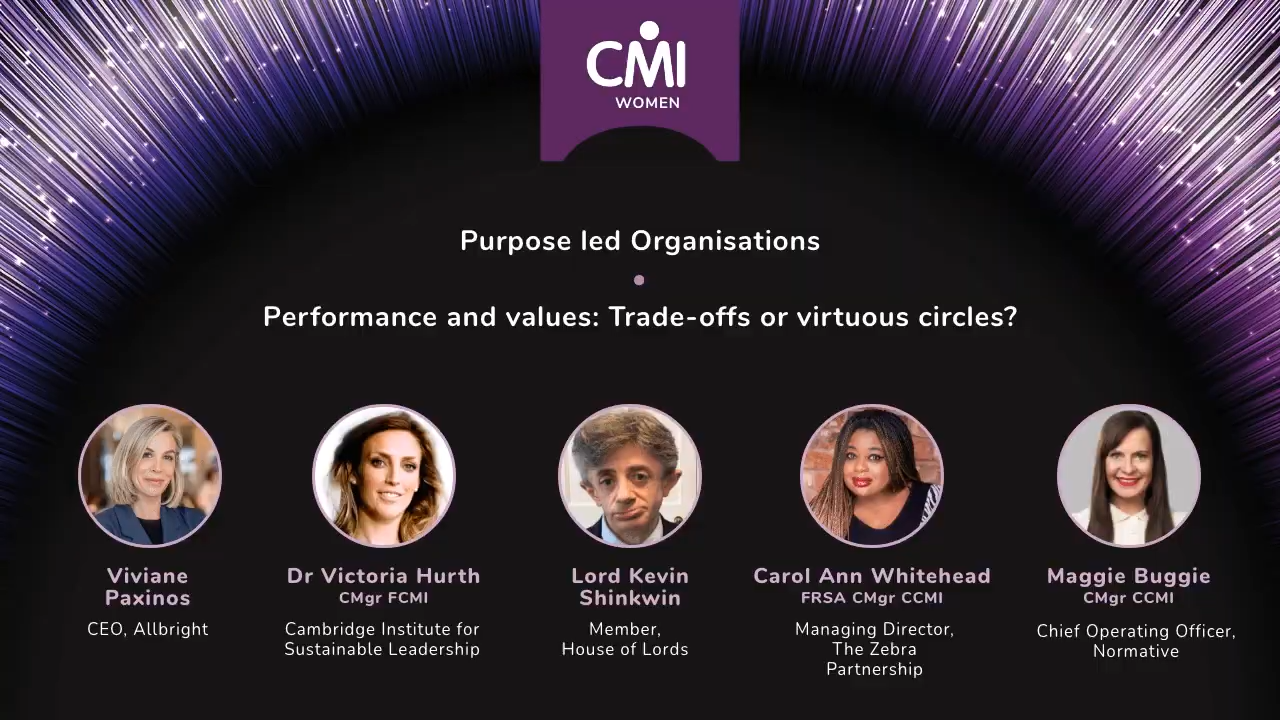 CMI
WOMEN
Purpose led Organisations
Performance and values: Trade-offs or virtuous circles?
Viviane
Paxinos
CEO, Allbright
Dr Victoria Hurth
CMgr FCMI
Cambridge Institute for
Sustainable Leadership
Lord Kevin
Shinkwin
Member,
House of Lords
Carol Ann Whitehead
FRSA CMgr CCMI
Managing Director,
The Zebra
Partnership
Maggie Buggie
CMgr CCMI
Chief Operating Officer,
Normative